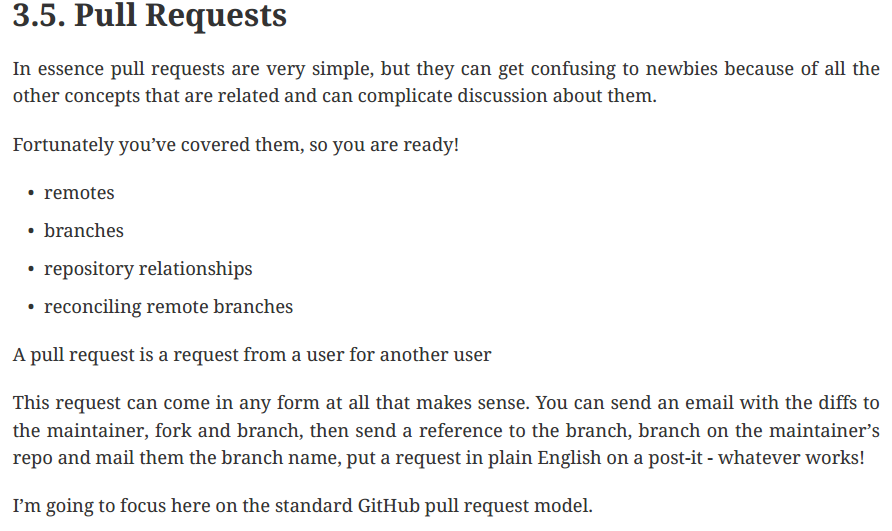 3.5. Pull Requests
In essence pull requests are very simple, but they can get confusing to newbies because of all the
other concepts that are related and can complicate discussion about them.
Fortunately you’ve covered them, so you are ready!
• remotes
• branches
• repository relationships
• reconciling remote branches
A pull request is a request from a user for another user
This request can come in any form at all that makes sense. You can send an email with the diffs to
the maintainer, fork and branch, then send a reference to the branch, branch on the maintainer’s
repo and mail them the branch name, put a request in plain English on a post-it - whatever works!
I’m going to focus here on the standard GitHub pull request model.